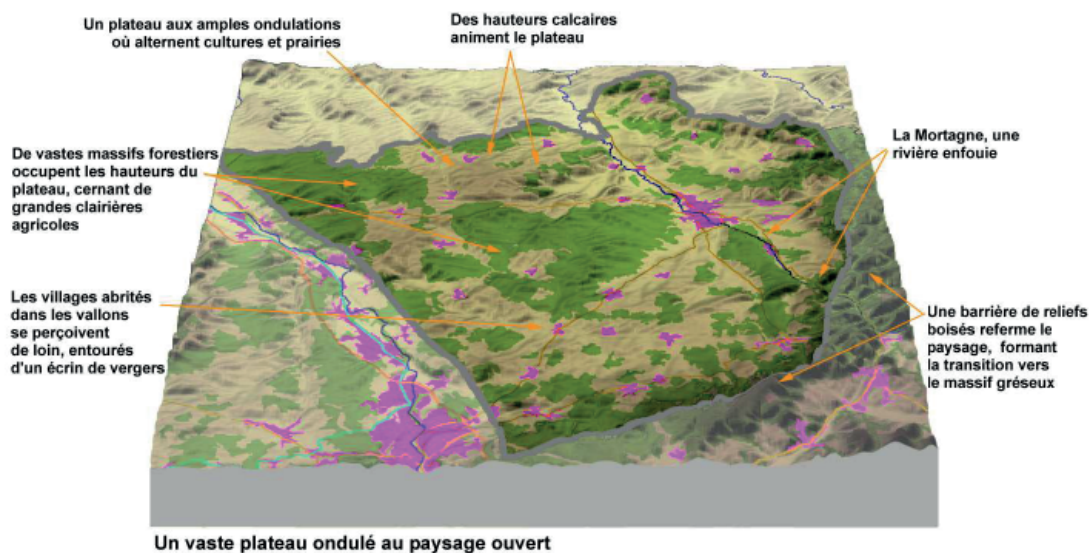 Un plateau aux amples ondulations
où alternent cultures et prairies
Des hauteurs calcaires
animent le plateau
De vastes massifs forestiers
occupent les hauteurs du
plateau, cernant de
grandes clairières
agricoles
La Mortagne, une
rivière enfouie
Les villages abrités
dans les vallons
se perçoivent
de loin, entourés
d'un écrin de vergers
Une barrière de reliefs
boisés referme le
paysage, formant
la transition vers
le massif gréseux
Un vaste plateau ondulé au paysage ouvert